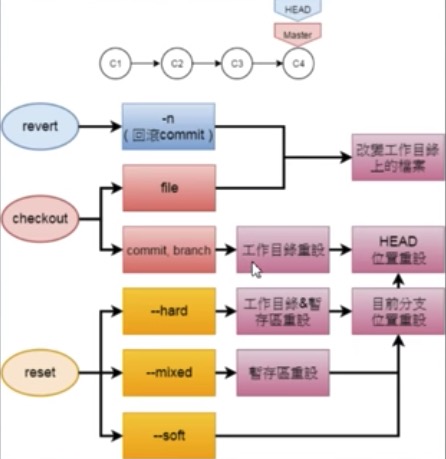 HEAD
Master
C1
C2
C3
C4
revert
-n
(回滾commit)
改變工作目錄
上的檔案
checkout
file
commit, branch
工作目錄重設
HEAD
位置重設
reset
--hard
工作目錄&暫
存區重設
目前分支
位置重設
--mixed
暫存區重設
--soft